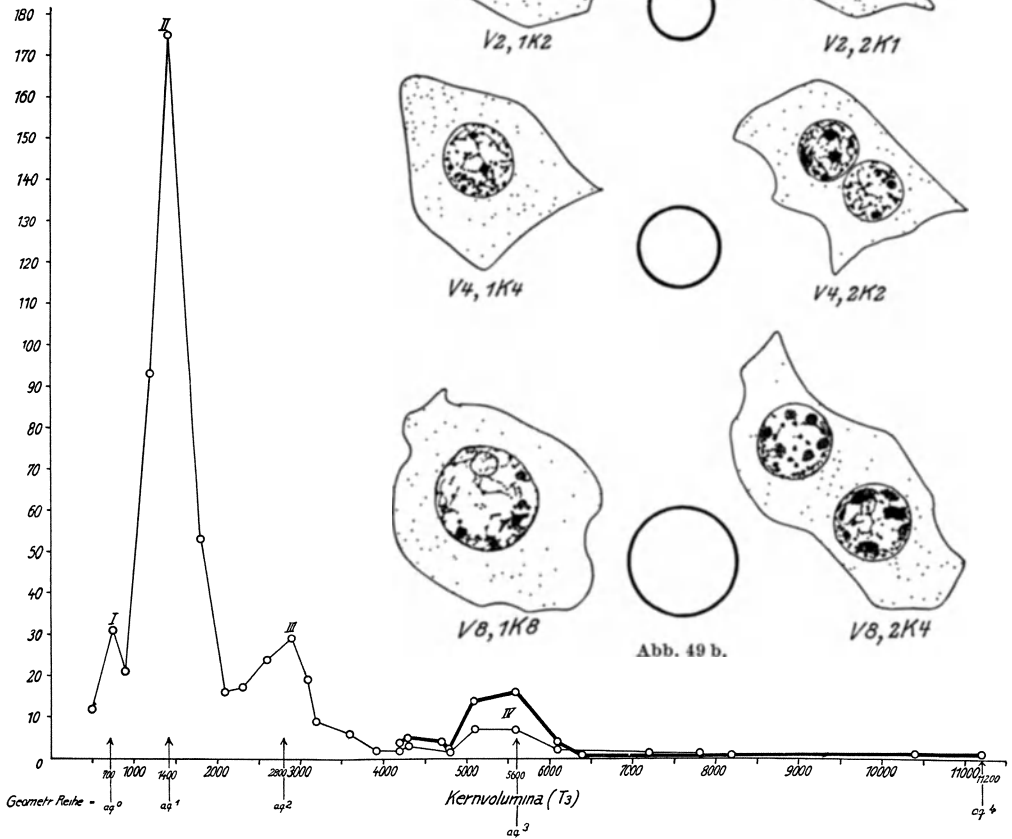 180
170
160
150
140
130
120
110
100
90
80
70
60
50
40
30
20
10
0
I
II
III
IV
V2, 1K2
V2, 2K1
V4, 1K4
V4, 2K2
V8, 1K8
V8, 2K4
Abb. 49 b.
700 1000 1400 2000 2800 3000 4000 5000 5600 6000 7000 8000 9000 10000 11000 11200
Geometr Reihe = aq⁰ aq¹ aq² aq³ aq⁴
Kernvolumina (T3)